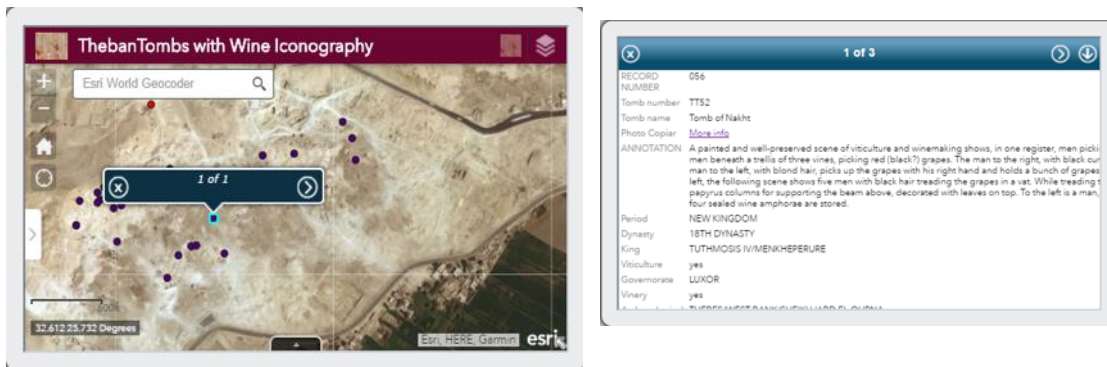 ThebanTombs with Wine Iconography
+
Esri World Geocoder
−
1 of 1
32.612 25.732 Degrees
Esri, HERE, Garmin
esri
1 of 3
RECORD NUMBER 056
Tomb number TT52
Tomb name Tomb of Nakht
Photo Copiar More info
ANNOTATION A painted and well-preserved scene of viticulture and winemaking shows, in one register, men picki
men beneath a trellis of three vines, picking red (black?) grapes. The man to the right, with black cur
man to the left, with blond hair, picks up the grapes with his right hand and holds a bunch of grapes
left, the following scene shows five men with black hair treading the grapes in a vat. While treading t
papyrus columns for supporting the beam above, decorated with leaves on top. To the left is a man,
four sealed wine amphorae are stored.
Period NEW KINGDOM
Dynasty 18TH DYNASTY
King TUTHMOSIS IV/MENKHEPERURE
Viticulture yes
Governorate LUXOR
Vinery yes